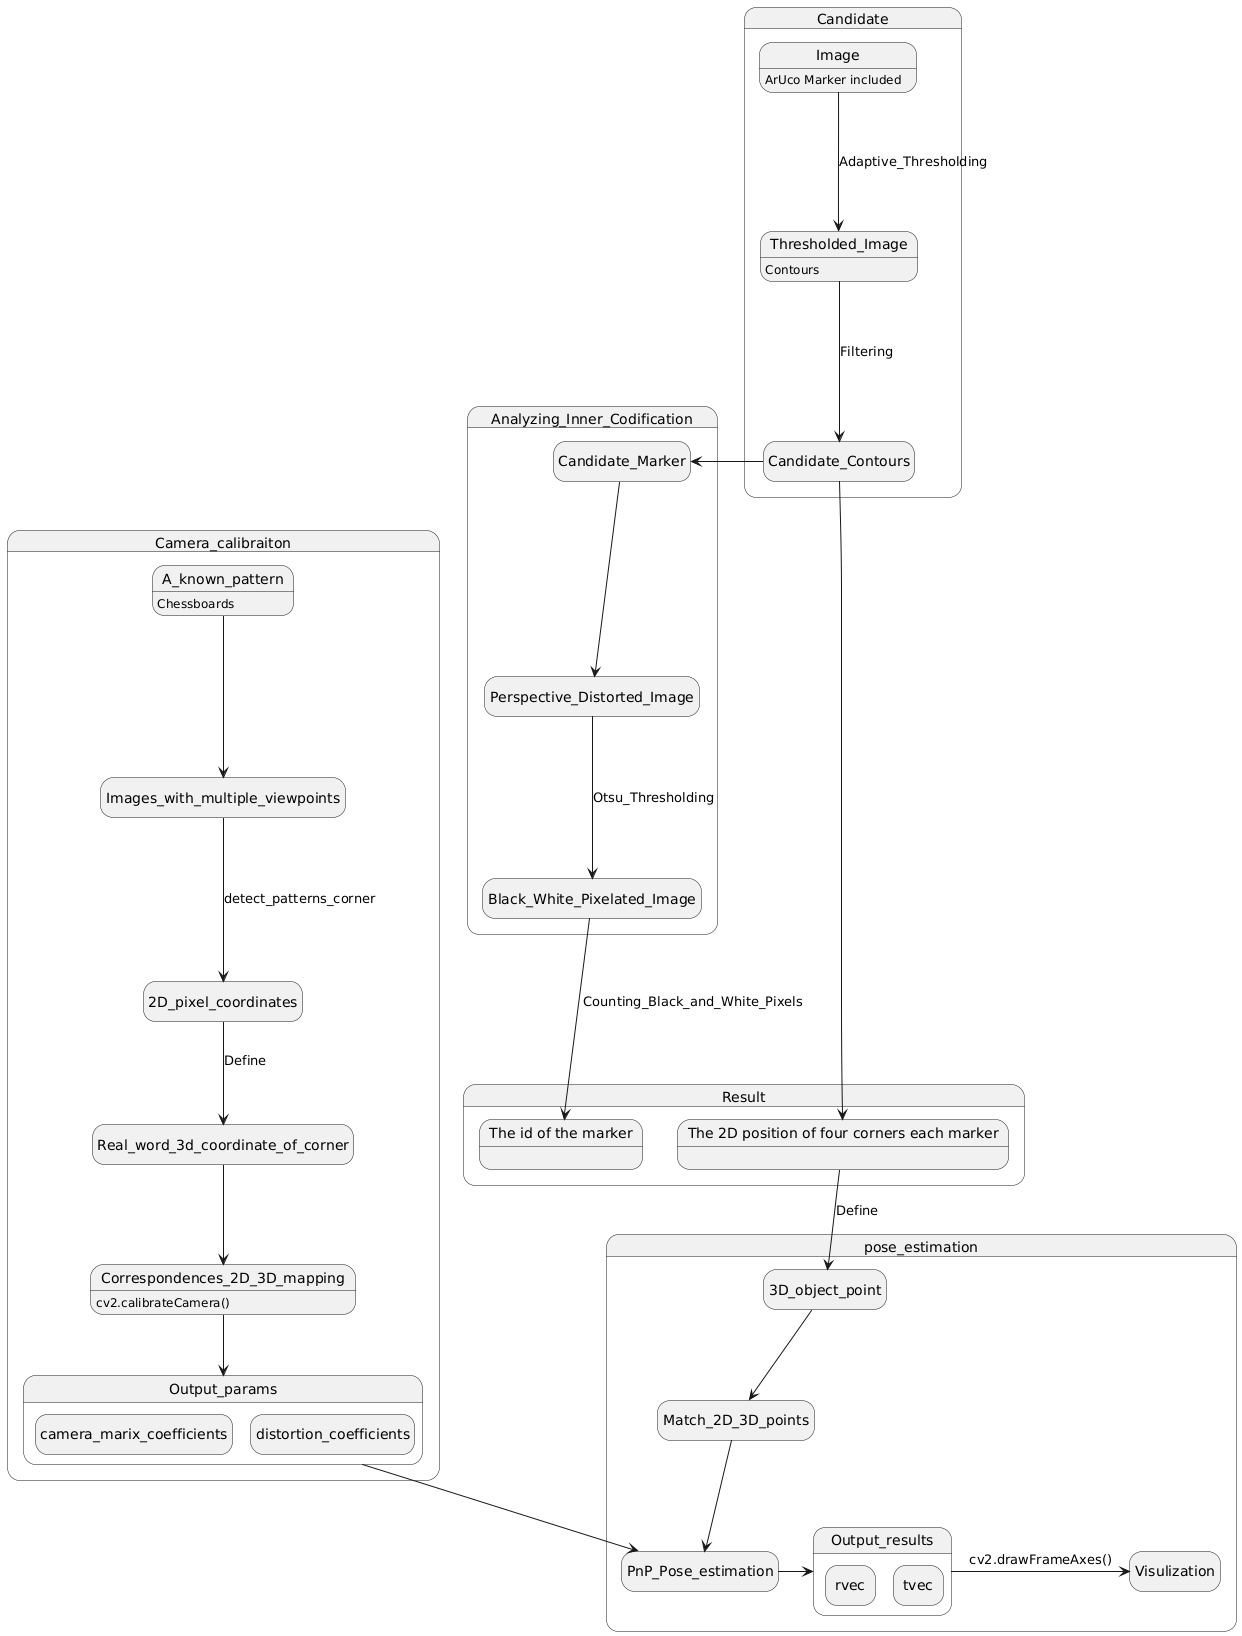 Candidate
Image
ArUco Marker included
Adaptive_Thresholding
Thresholded_Image
Contours
Filtering
Candidate_Contours
Analyzing_Inner_Codification
Candidate_Marker
Perspective_Distorted_Image
Otsu_Thresholding
Black_White_Pixelated_Image
Counting_Black_and_White_Pixels
Camera_calibraiton
A_known_pattern
Chessboards
Images_with_multiple_viewpoints
detect_patterns_corner
2D_pixel_coordinates
Define
Real_word_3d_coordinate_of_corner
Correspondences_2D_3D_mapping
cv2.calibrateCamera()
Output_params
camera_marix_coefficients
distortion_coefficients
Result
The id of the marker
The 2D position of four corners each marker
Define
pose_estimation
3D_object_point
Match_2D_3D_points
PnP_Pose_estimation
Output_results
rvec
tvec
cv2.drawFrameAxes()
Visulization